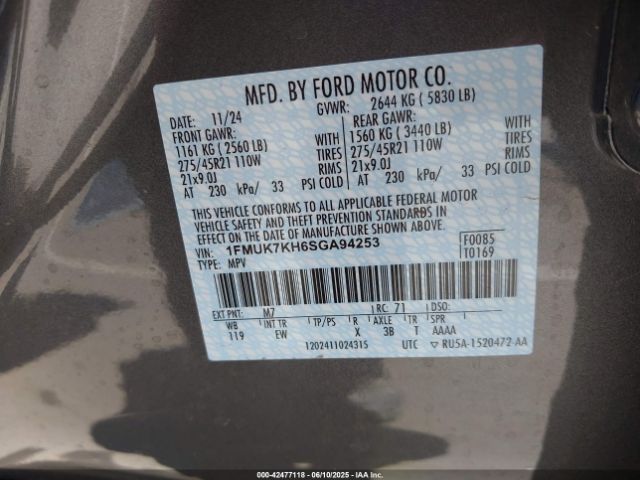 MFD. BY FORD MOTOR CO.
DATE: 11/24 GVWR: 2644 KG ( 5830 LB)
FRONT GAWR: REAR GAWR:
1161 KG ( 2560 LB) WITH 1560 KG ( 3440 LB) WITH
275/45R21 110W TIRES 275/45R21 110W TIRES
21x9.0J RIMS 21x9.0J RIMS
AT 230 kPa/ 33 PSI COLD AT 230 kPa/ 33 PSI COLD
THIS VEHICLE CONFORMS TO ALL APPLICABLE FEDERAL MOTOR
VEHICLE SAFETY AND THEFT PREVENTION STANDARDS IN
EFFECT ON THE DATE OF MANUFACTURE SHOWN ABOVE.
VIN: 1FMUK7KH6SGA94253 F0085
TYPE: MPV T0169
EXT PNT: M7 RC: 71 DSO:
WB INT TR TP/PS R AXLE TR SPR
119 EW X 3B T AAAA
1202411024315 UTC ▽ RU5A-1520472-AA
000-42477118 - 06/10/2025 - IAAI.COM